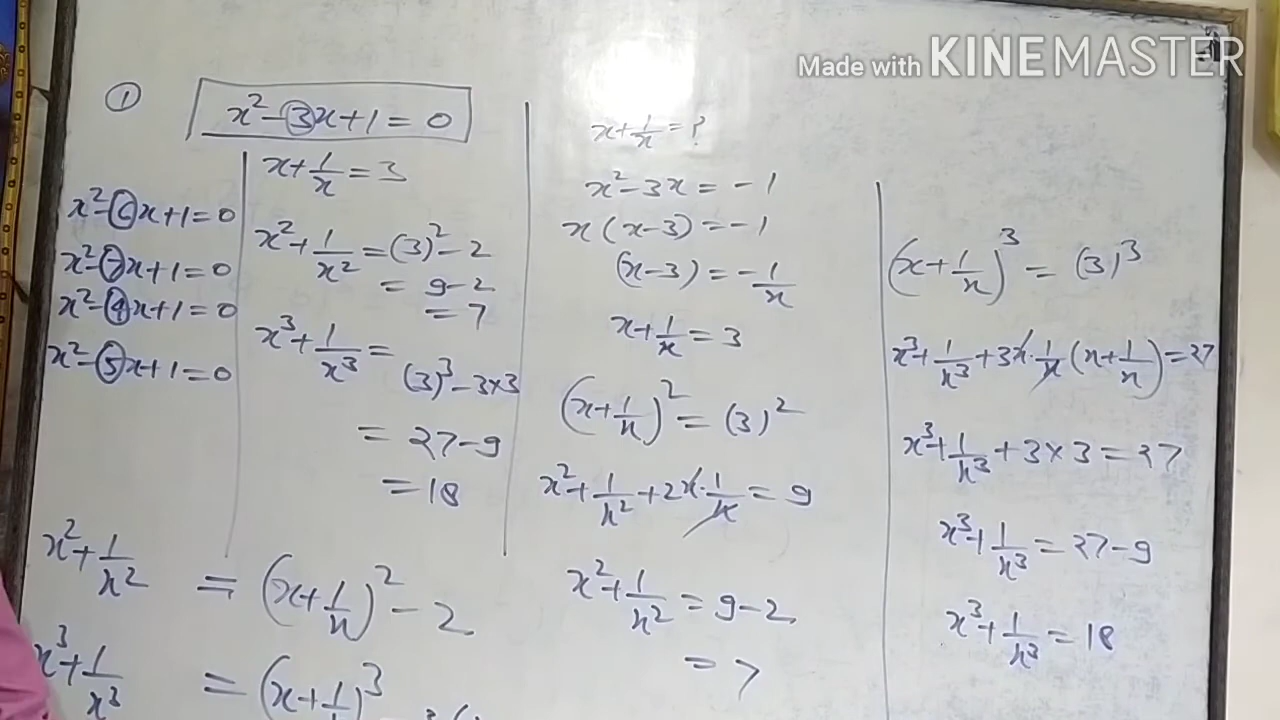 Made with KINEMASTER
① x² - 3x + 1 = 0
x² - 6x + 1 = 0
x² - 7x + 1 = 0
x² - 4x + 1 = 0
x² - 5x + 1 = 0
x + 1/x = 3
x² + 1/x² = (3)² - 2
= 9 - 2
= 7
x³ + 1/x³ =
(3)³ - 3×3
= 27 - 9
= 18
x² + 1/x² = (x + 1/x)² - 2
x³ + 1/x³ = (x + 1/x)³
x + 1/x = ?
x² - 3x = -1
x(x - 3) = -1
(x - 3) = -1/x
x + 1/x = 3
(x + 1/x)² = (3)²
x² + 1/x² + 2x·1/x = 9
x² + 1/x² = 9 - 2
= 7
(x + 1/x)³ = (3)³
x³ + 1/x³ + 3x·1/x (x + 1/x) = 27
x³ + 1/x³ + 3×3 = 27
x³ + 1/x³ = 27 - 9
x³ + 1/x³ = 18